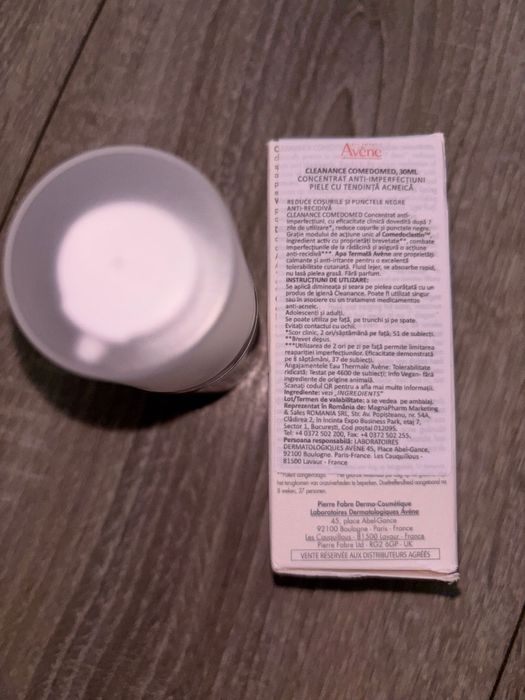 Avène
CLEANANCE COMEDOMED, 30ML
CONCENTRAT ANTI-IMPERFECȚIUNI
PIELE CU TENDINȚĂ ACNEICĂ
REDUCE COȘURILE ȘI PUNCTELE NEGRE
ANTI-RECIDIVĂ
CLEANANCE COMEDOMED Concentrat anti-
imperfecțiuni, cu eficacitate clinică dovedită după 7
zile de utilizare*, reduce coșurile și punctele negre.
Grație modului de acțiune unic al Comedoclastin™,
ingredient activ cu proprietăți brevetate**, combate
imperfecțiunile de la rădăcină și asigură o acțiune
anti-recidivă***. Apa Termală Avène are proprietăți
calmante și anti-iritante pentru o excelentă
tolerabilitate cutanată. Fluid lejer, se absoarbe rapid,
nu lasă pielea grasă. Fără parfum.
INSTRUCȚIUNI DE UTILIZARE:
Se aplică dimineața și seara pe pielea curățată cu un
produs de igienă Cleanance. Poate fi utilizat singur
sau în asociere cu un tratament medicamentos
anti-acneic.
Adolescenți și adulți.
Se poate utiliza pe față, pe trunchi și pe spate.
Evitați contactul cu ochii.
*Scor clinic, 2 ori/săptămână pe față, 51 de subiecți.
**Brevet depus.
***Utilizarea de 2 ori pe zi pe față permite limitarea
reapariției imperfecțiunilor. Eficacitate demonstrată
pe 8 săptămâni, 37 de subiecți.
Angajamentele Eau Thermale Avène: Tolerabilitate
ridicată: Testat pe 4600 de subiecți; Info Vegan- fără
ingrediente de origine animală.
Scanați codul QR pentru a afla mai multe informații.
Ingrediente: vezi „INGREDIENTS"
Lot/Termen de valabilitate: a se vedea pe ambalaj.
Reprezentant în România de: MagnaPharm Marketing
& Sales ROMANIA SRL, Str. Av. Popișteanu, nr. 54A,
Clădirea 2, în incinta Expo Business Park, etaj 7,
Sector 1, București, Cod poștal 012095.
Tel: +4 0372 502 200, Fax: +4 0372 502 255.
Persoana responsabilă: LABORATOIRES
DERMATOLOGIQUES AVÈNE 45, Place Abel-Gance,
92100 Boulogne. Paris-France. Les Cauquillous -
81500 Lavaur - France
het terugkomen van onzuiverheden te beperken. Doeltreffendheid aangetoond na
8 weken, 37 personen.
Pierre Fabre Dermo-Cosmétique
Laboratoires Dermatologiques Avène
45, place Abel-Gance
92100 Boulogne - Paris - France
Les Cauquillous - 81500 Lavaur - France
Pierre Fabre Ltd - RG2 6GP - UK
VENTE RÉSERVÉE AUX DISTRIBUTEURS AGRÉÉS